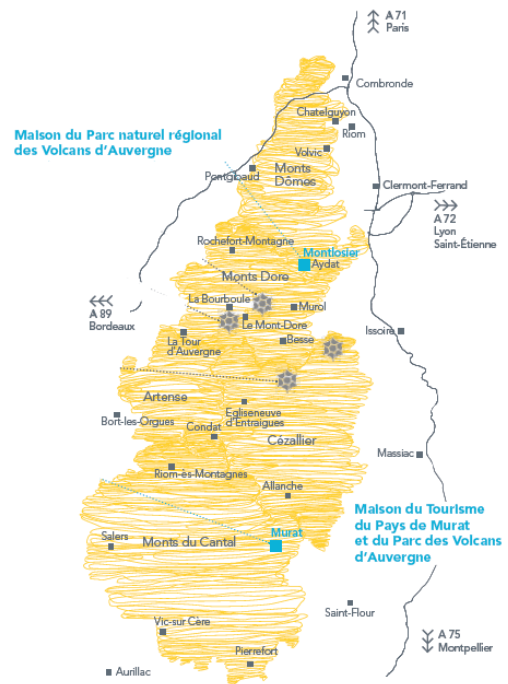 A 71
Paris
Combronde
Chatelguyon
Riom
Maison du Parc naturel régional
des Volcans d'Auvergne
Volvic
Pontgibaud
Monts
Dômes
Clermont-Ferrand
A 72
Lyon
Saint-Étienne
Rochefort-Montagne
Montlosier
Aydat
Monts Dore
La Bourboule
Murol
A 89
Bordeaux
Le Mont-Dore
Issoire
La Tour
d'Auvergne
Besse
Artense
Bort-les-Orgues
Egliseneuve
d'Entraigues
Condat
Cézallier
Massiac
Riom-ès-Montagnes
Allanche
Maison du Tourisme
du Pays de Murat
et du Parc des Volcans
d'Auvergne
Salers
Monts du Cantal
Murat
Saint-Flour
Vic-sur Cère
A 75
Montpellier
Pierrefort
Aurillac